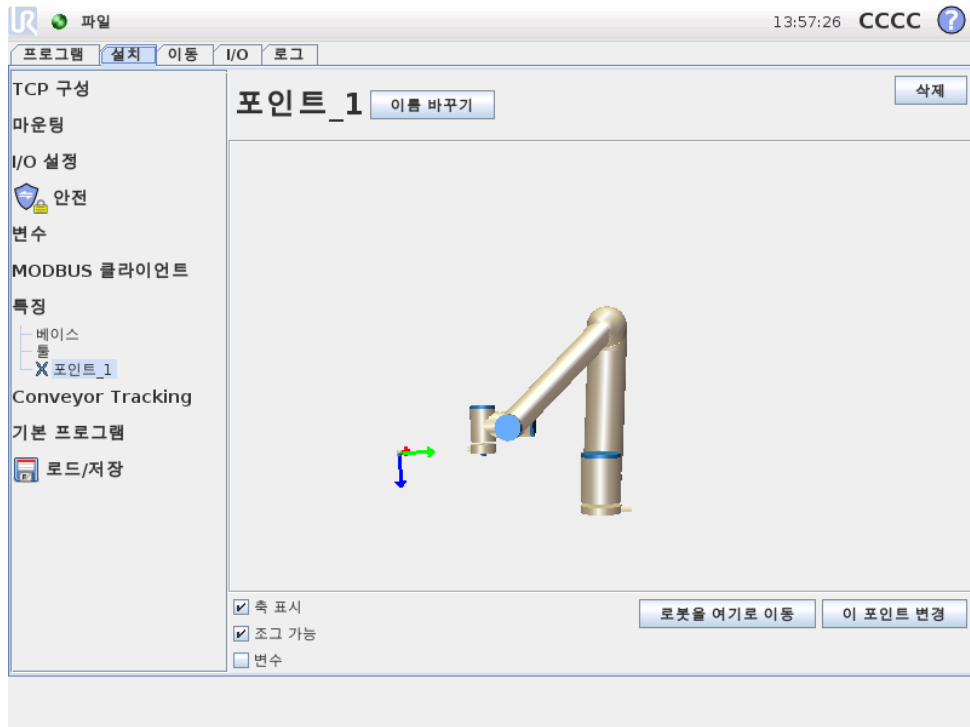 UR 파일 13:57:26 CCCC ?
프로그램 설치 이동 I/O 로그
TCP 구성
마운팅
I/O 설정
안전
변수
MODBUS 클라이언트
특징
베이스
툴
포인트_1
Conveyor Tracking
기본 프로그램
로드/저장
포인트_1 이름 바꾸기 삭제
축 표시
조그 가능
변수
로봇을 여기로 이동 이 포인트 변경